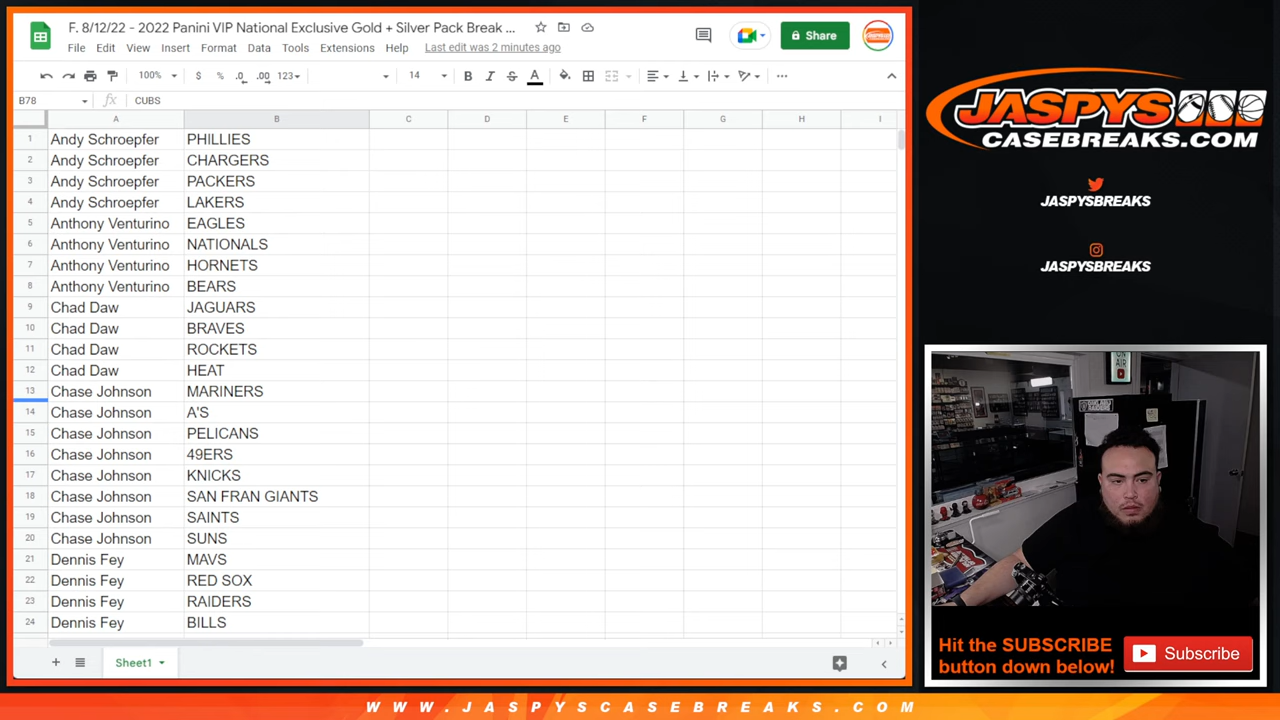 F. 8/12/22 - 2022 Panini VIP National Exclusive Gold + Silver Pack Break ...
File Edit View Insert Format Data Tools Extensions Help Last edit was 2 minutes ago
Share
100% $ % .0 .00 123 14 B I S A
B78 fx CUBS
A B C D E F G H I
1 Andy Schroepfer PHILLIES
2 Andy Schroepfer CHARGERS
3 Andy Schroepfer PACKERS
4 Andy Schroepfer LAKERS
5 Anthony Venturino EAGLES
6 Anthony Venturino NATIONALS
7 Anthony Venturino HORNETS
8 Anthony Venturino BEARS
9 Chad Daw JAGUARS
10 Chad Daw BRAVES
11 Chad Daw ROCKETS
12 Chad Daw HEAT
13 Chase Johnson MARINERS
14 Chase Johnson A'S
15 Chase Johnson PELICANS
16 Chase Johnson 49ERS
17 Chase Johnson KNICKS
18 Chase Johnson SAN FRAN GIANTS
19 Chase Johnson SAINTS
20 Chase Johnson SUNS
21 Dennis Fey MAVS
22 Dennis Fey RED SOX
23 Dennis Fey RAIDERS
24 Dennis Fey BILLS
Sheet1
JASPYS
CASEBREAKS.COM
JASPYSBREAKS
JASPYSBREAKS
ON AIR
Hit the SUBSCRIBE
button down below!
Subscribe
WWW.JASPYSCASEBREAKS.COM